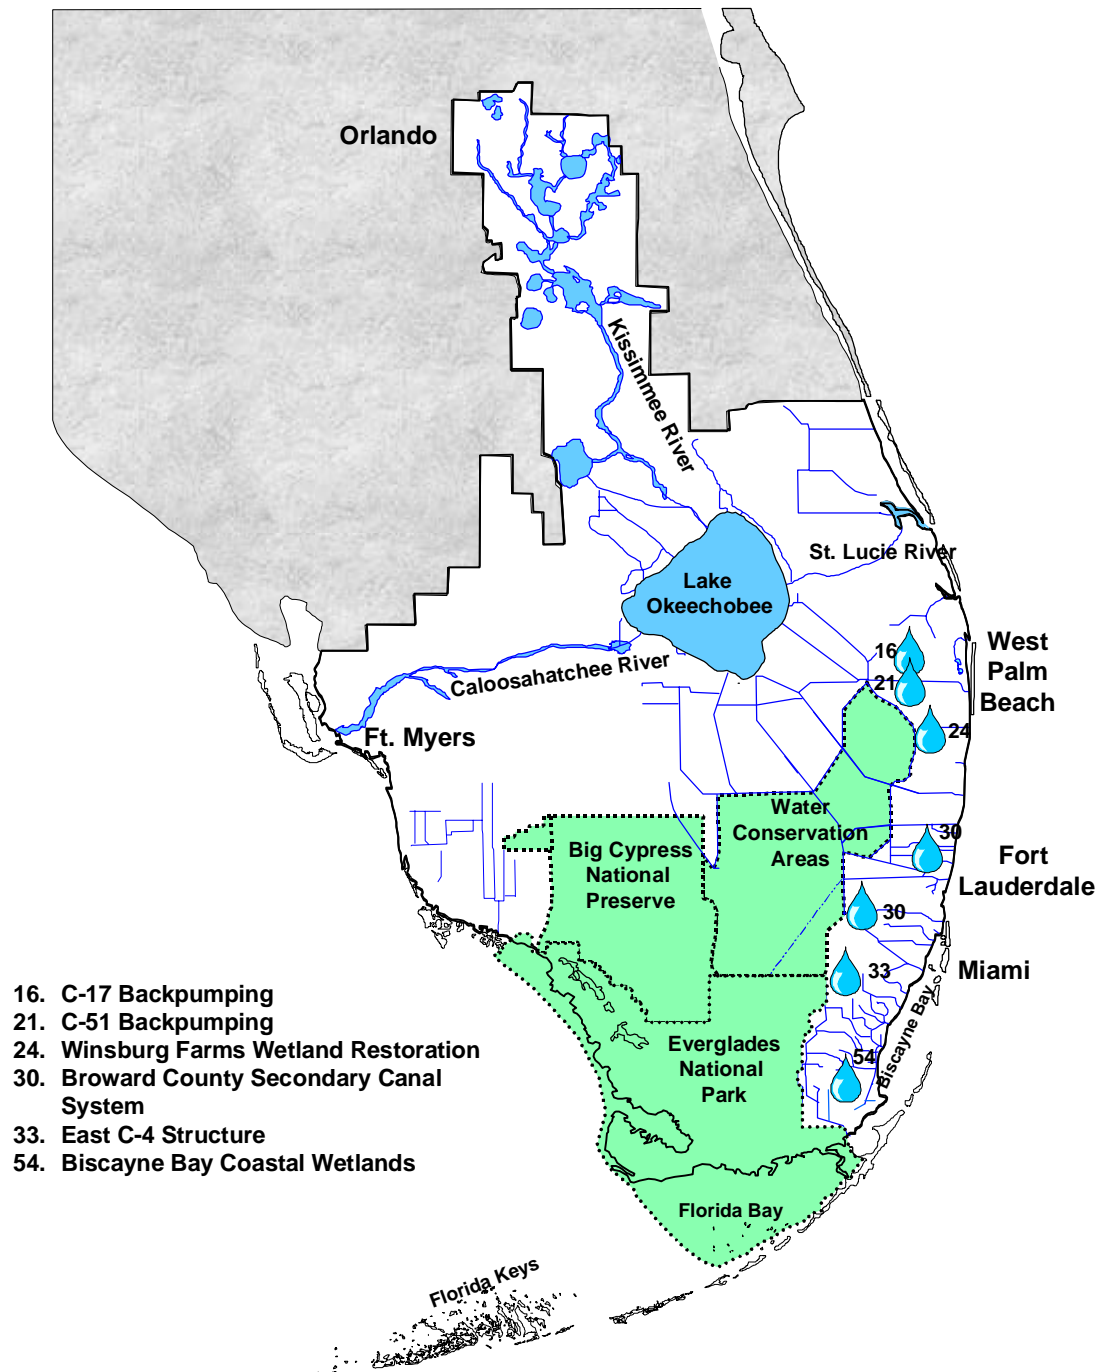 Orlando
Kissimmee River
St. Lucie River
Lake
Okeechobee
16
West
Palm
Beach
21
Caloosahatchee River
24
Ft. Myers
Water
Conservation
Areas
30
Big Cypress
National
Preserve
Fort
Lauderdale
30
33
Miami
Biscayne Bay
16. C-17 Backpumping
21. C-51 Backpumping
24. Winsburg Farms Wetland Restoration
30. Broward County Secondary Canal
System
33. East C-4 Structure
54. Biscayne Bay Coastal Wetlands
Everglades
National
Park
54
Florida Bay
Florida Keys